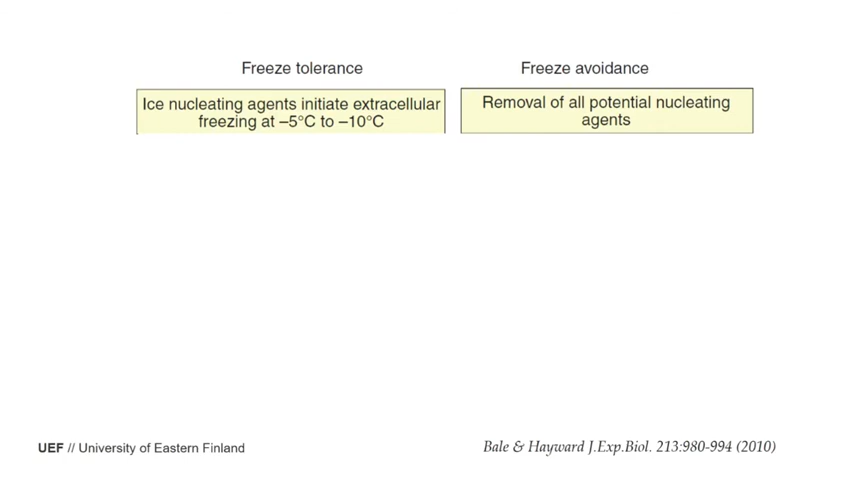 Freeze tolerance
Freeze avoidance
Ice nucleating agents initiate extracellular
freezing at –5°C to –10°C
Removal of all potential nucleating
agents
UEF // University of Eastern Finland
Bale & Hayward J.Exp.Biol. 213:980-994 (2010)